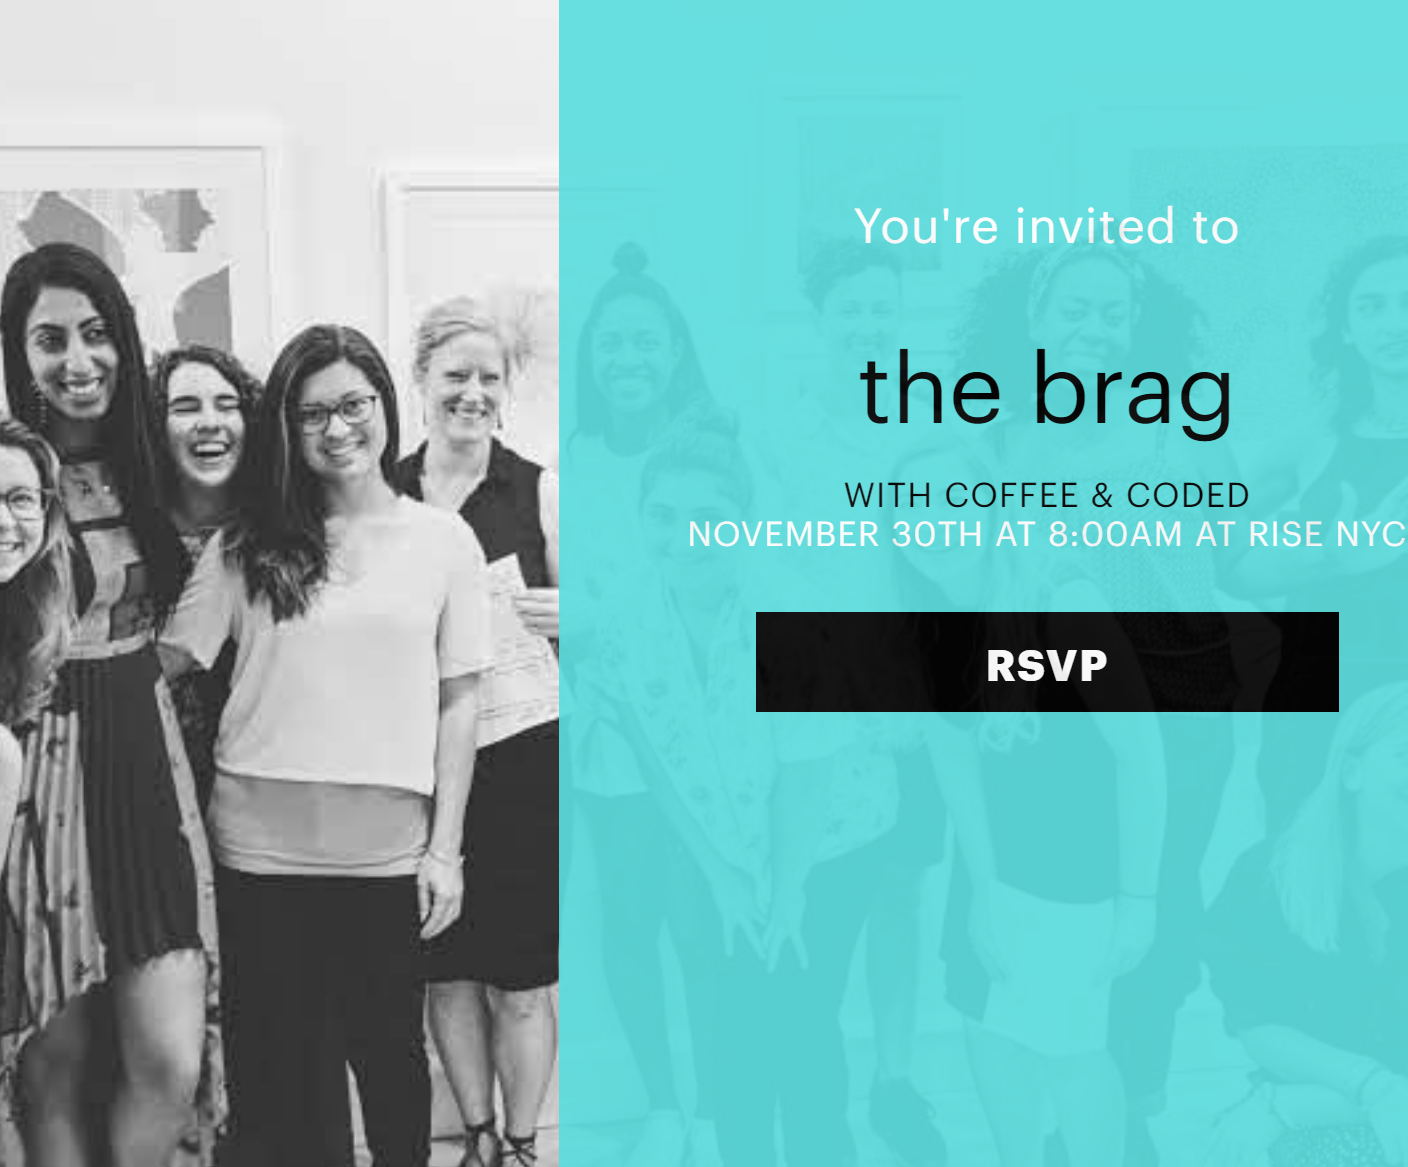 You're invited to
the brag
WITH COFFEE & CODED
NOVEMBER 30TH AT 8:00AM AT RISE NYC
RSVP